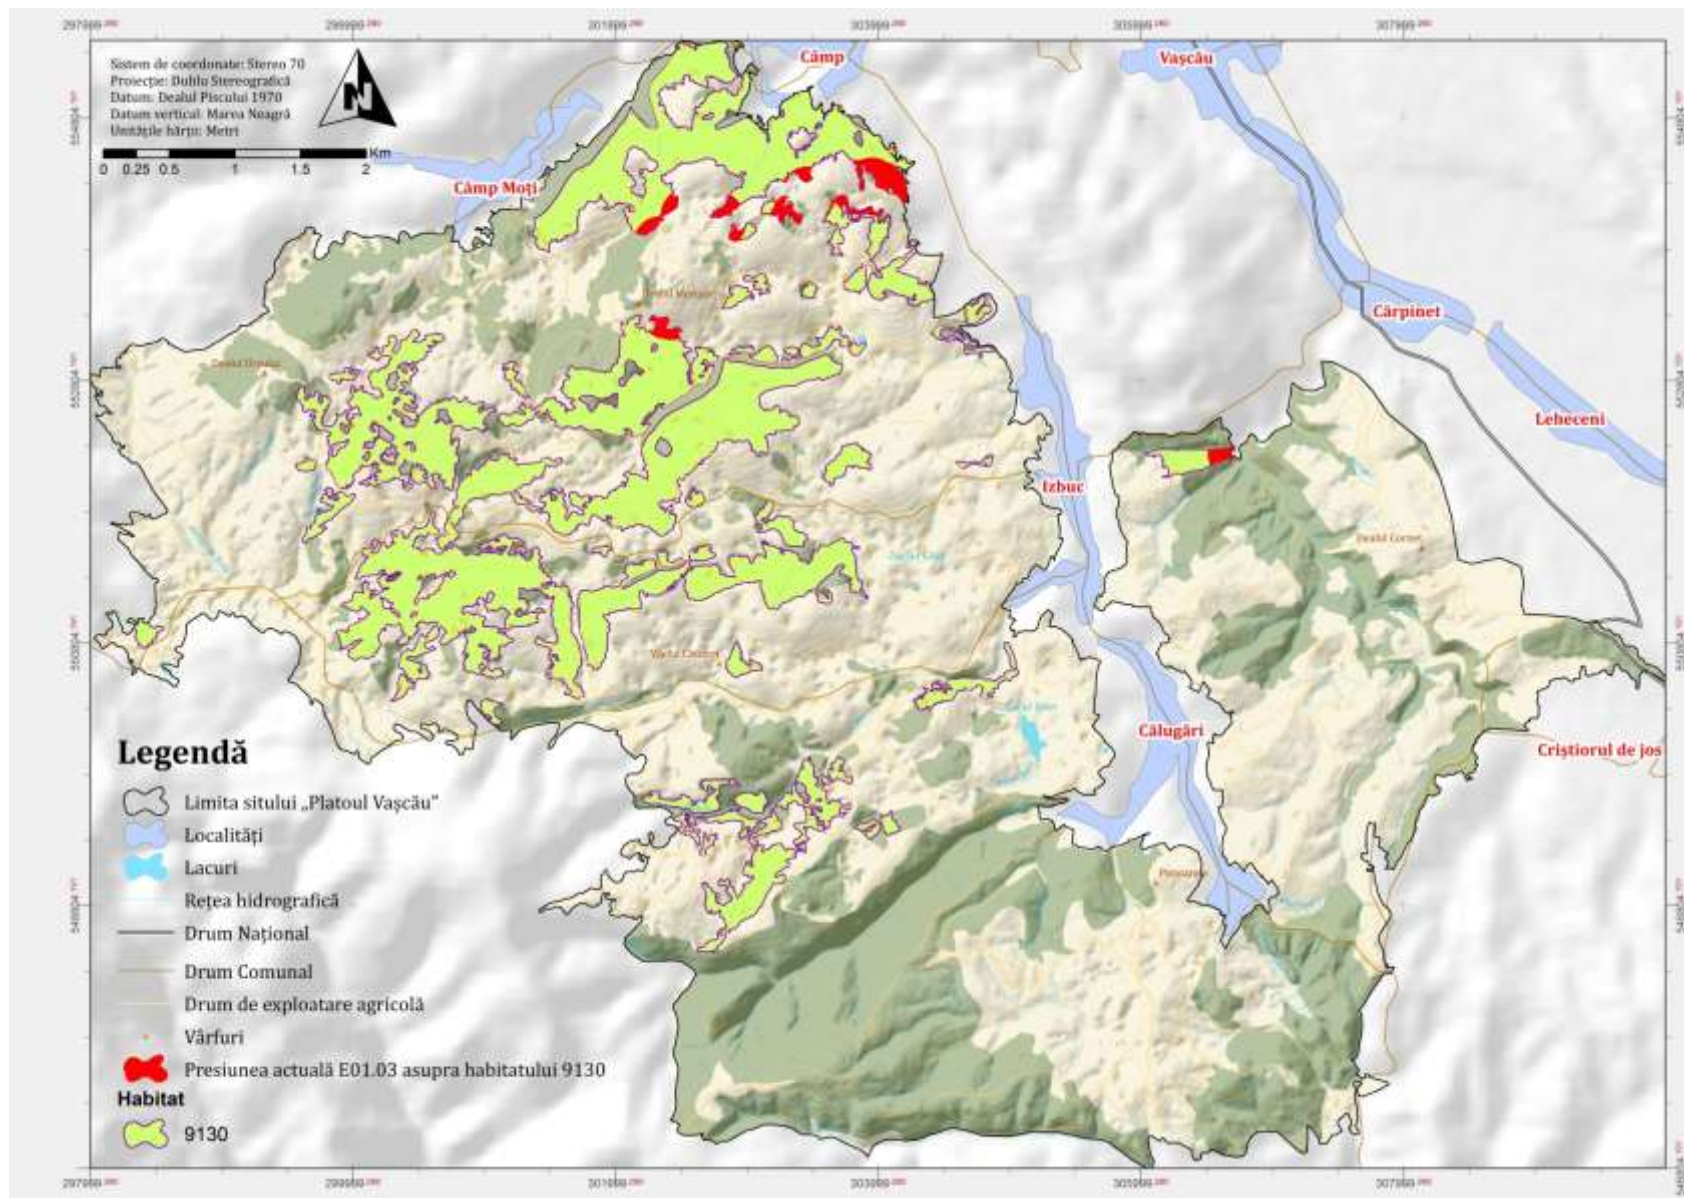 Sistem de coordonate: Stereo 70
Proiecție: Dublu Stereografică
Datum: Dealul Piscului 1970
Datum vertical: Marea Neagră
Unitățile hărții: Metri
N
0 0.25 0.5 1 1.5 2
Km
Câmp
Vașcău
Câmp Moți
Cărpinet
Leheceni
Izbuc
Dealul Cornet
Călugări
Criștiorul de jos
Legendă
Limita sitului „Platoul Vașcău"
Localități
Lacuri
Rețea hidrografică
Drum Național
Drum Comunal
Drum de exploatare agricolă
Vârfuri
Presiunea actuală E01.03 asupra habitatului 9130
Habitat
9130